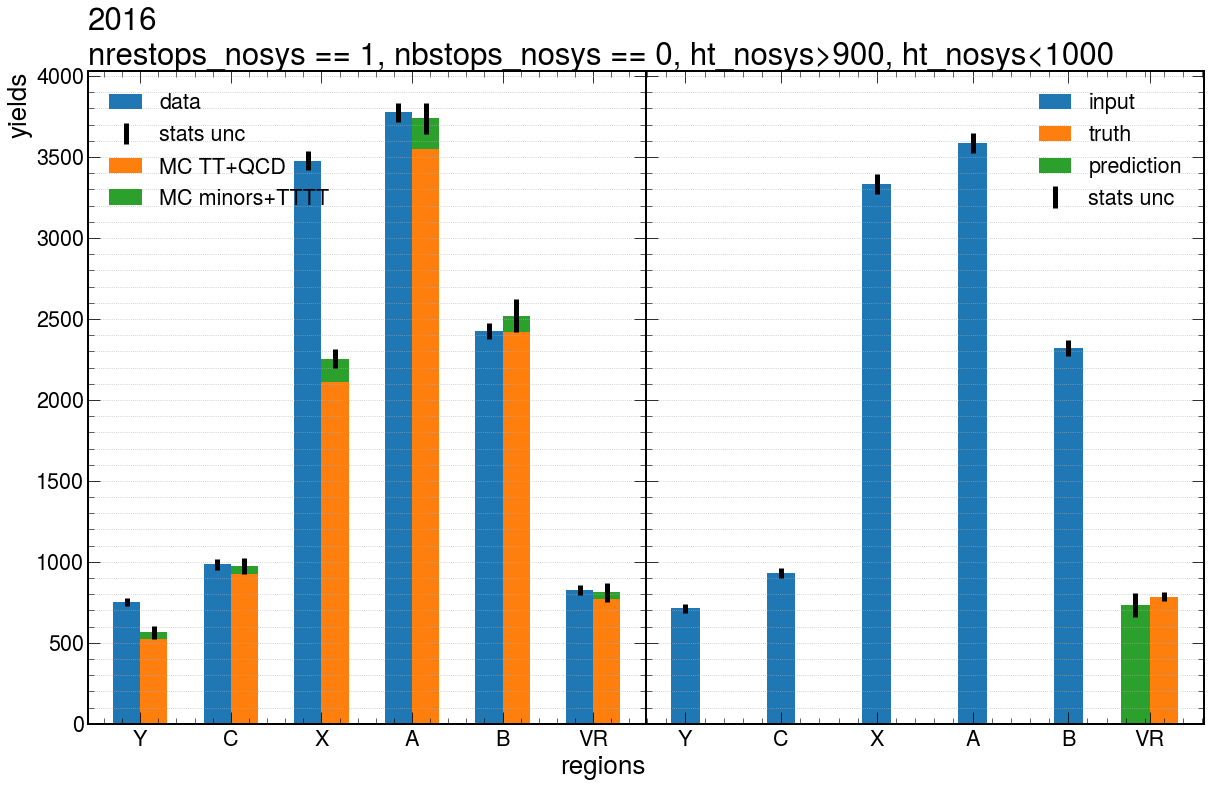 2016
nrestops_nosys == 1, nbstops_nosys == 0, ht_nosys>900, ht_nosys<1000
yields
4000
3500
3000
2500
2000
1500
1000
500
0
data
stats unc
MC TT+QCD
MC minors+TTTT
Y C X A B VR
input
truth
prediction
stats unc
Y C X A B VR
regions